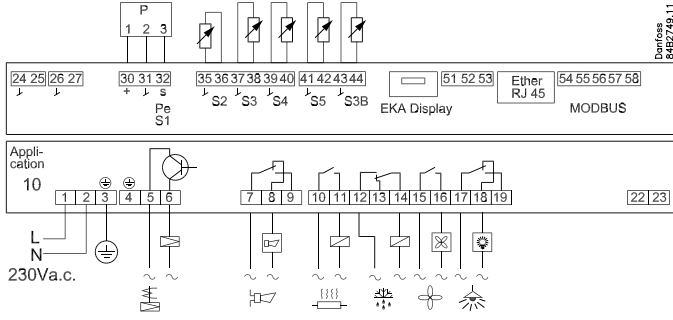 P
1 2 3
Danfoss
84B2749.11
24 25 26 27 30 31 32 35 36 37 38 39 40 41 42 43 44 51 52 53 Ether RJ 45 54 55 56 57 58
+ s S2 S3 S4 S5 S3B EKA Display MODBUS
Pe
S1
Appli-
cation
10
1 2 3 4 5 6 7 8 9 10 11 12 13 14 15 16 17 18 19 22 23
L
N
230Va.c.